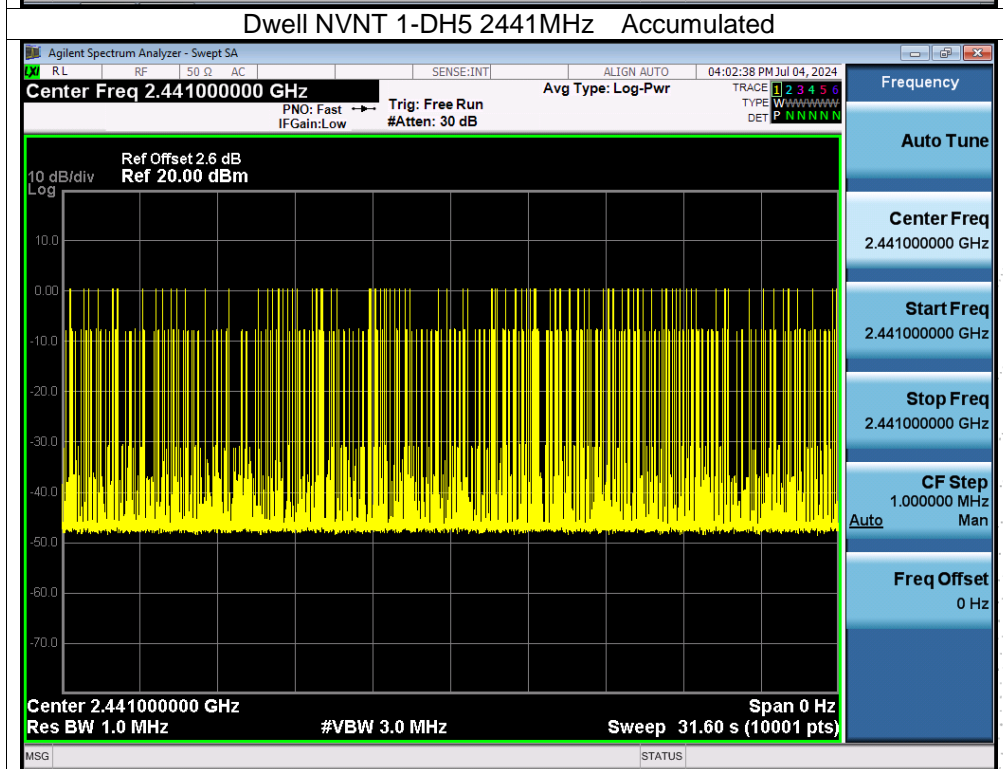 Dwell NVNT 1-DH5 2441MHz Accumulated
Agilent Spectrum Analyzer - Swept SA
LXI RL RF 50 Ω AC SENSE:INT ALIGN AUTO 04:02:38 PM Jul 04, 2024
Center Freq 2.441000000 GHz
PNO: Fast
IFGain:Low
Trig: Free Run
#Atten: 30 dB
Avg Type: Log-Pwr
TRACE 1 2 3 4 5 6
TYPE WWWWWWW
DET P N N N N N
Ref Offset 2.6 dB
10 dB/div Ref 20.00 dBm
Log
10.0
0.00
-10.0
-20.0
-30.0
-40.0
-50.0
-60.0
-70.0
Center 2.441000000 GHz Span 0 Hz
Res BW 1.0 MHz #VBW 3.0 MHz Sweep 31.60 s (10001 pts)
MSG STATUS
Frequency
Auto Tune
Center Freq
2.441000000 GHz
Start Freq
2.441000000 GHz
Stop Freq
2.441000000 GHz
CF Step
1.000000 MHz
Auto Man
Freq Offset
0 Hz